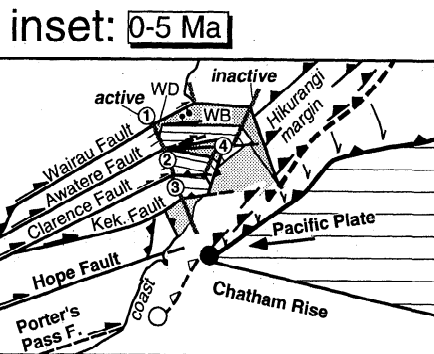 inset: 0-5 Ma
inactive
WD
active
WB
Hikurangi
margin
1
Wairau Fault
4
Awatere Fault
2
Clarence Fault
3
Kek. Fault
Pacific Plate
Hope Fault
coast
Chatham Rise
Porter's
Pass F.